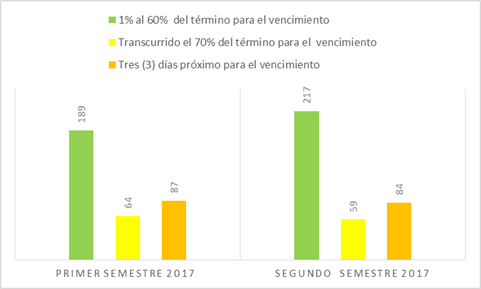 1% al 60% del término para el vencimiento
Transcurrido el 70% del término para el vencimiento
Tres (3) días próximo para el vencimiento
189
64
87
217
59
84
PRIMER SEMESTRE 2017
SEGUNDO SEMESTRE 2017